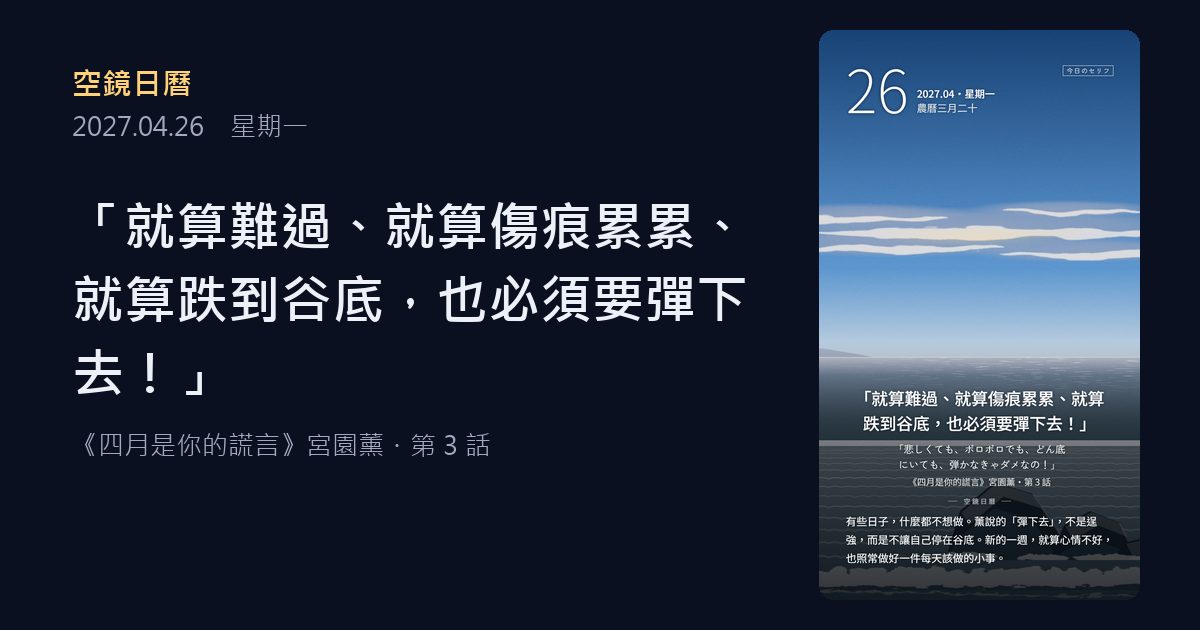 空鏡日曆
2027.04.26 星期一
「就算難過、就算傷痕累累、
就算跌到谷底，也必須要彈下
去！」
《四月是你的謊言》宮園薰．第 3 話
26
2027.04・星期一
農曆三月二十
今日のセリフ
「就算難過、就算傷痕累累、就算
跌到谷底，也必須要彈下去！」
「悲しくても、ボロボロでも、どん底
にいても、弾かなきゃダメなの！」
《四月是你的謊言》宮園薰・第 3 話
— 空鏡日曆 —
有些日子，什麼都不想做。薰說的「彈下去」，不是逞
強，而是不讓自己停在谷底。新的一週，就算心情不好，
也照常做好一件每天該做的小事。